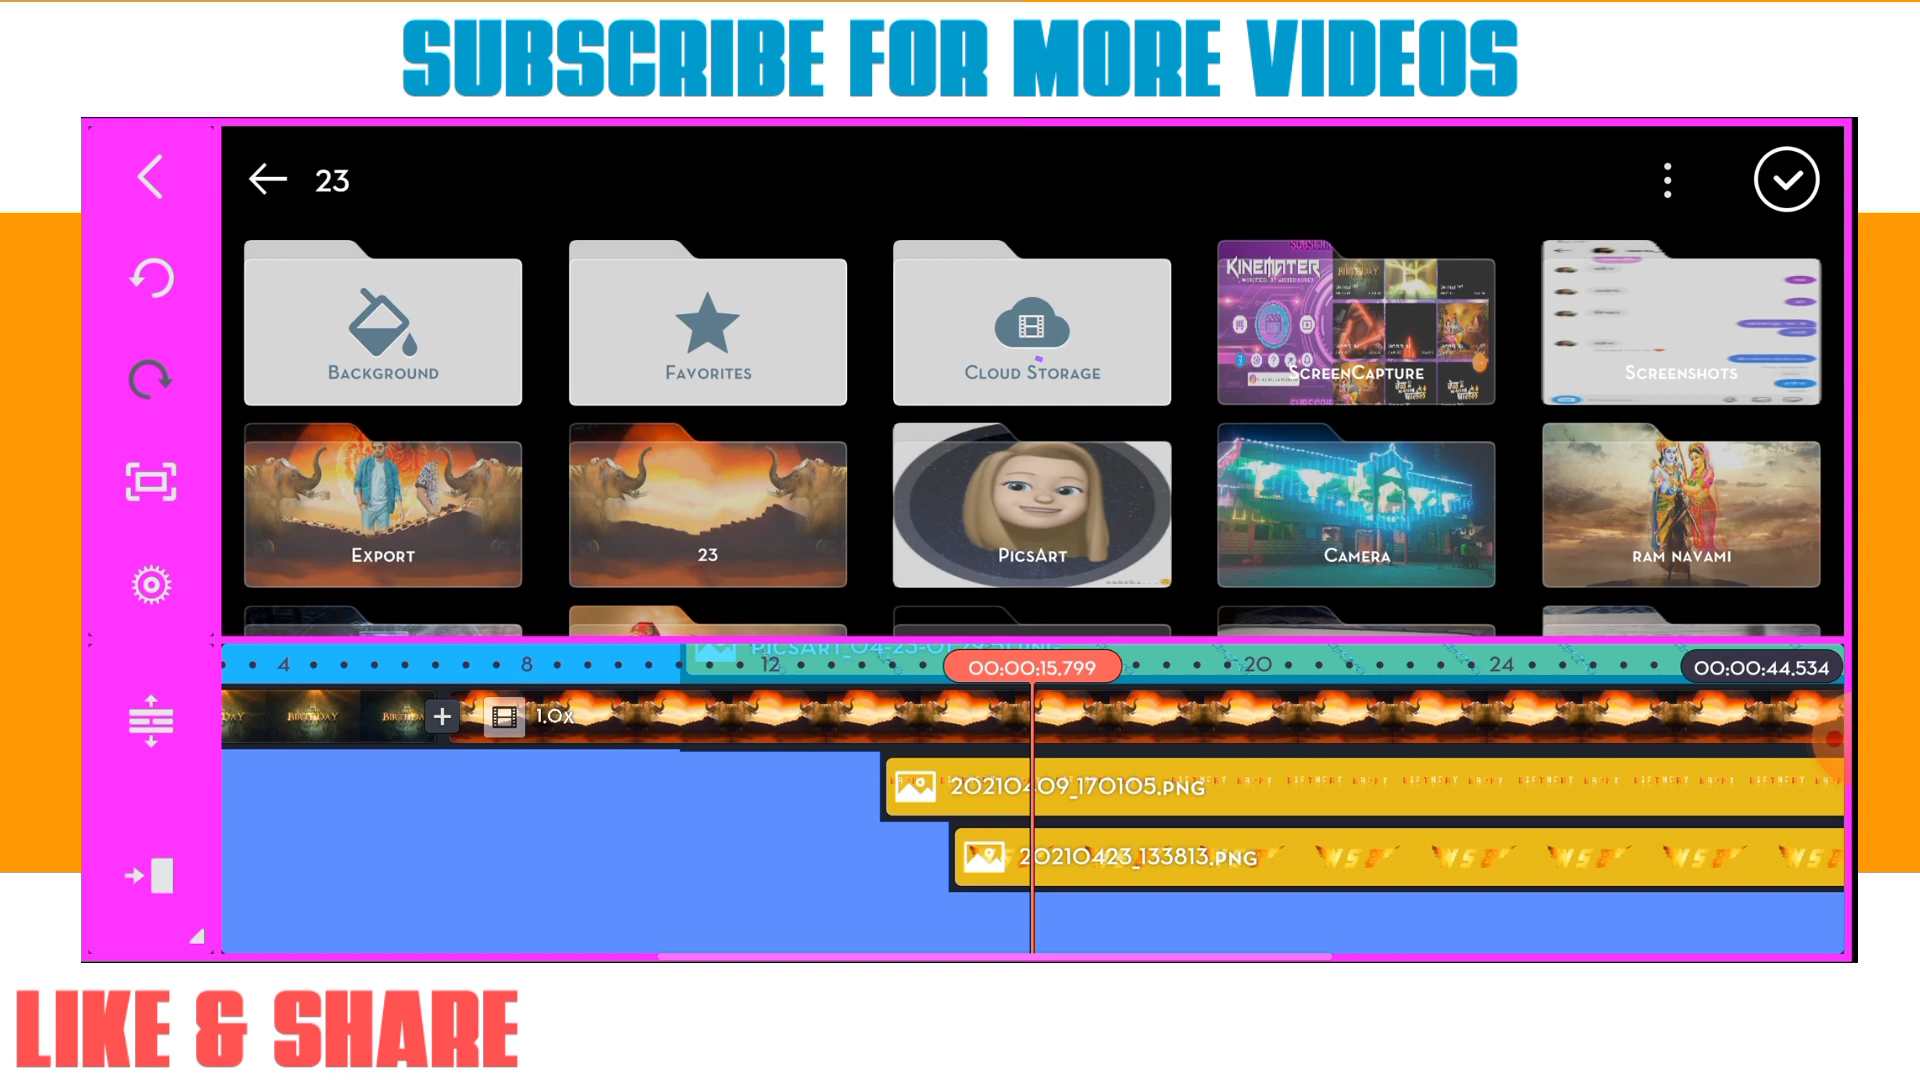 SUBSCRIBE FOR MORE VIDEOS
23
BACKGROUND
FAVORITES
CLOUD STORAGE
KINEMATER
SCREENCAPTURE
SCREENSHOTS
EXPORT
23
PICSART
CAMERA
RAM NAVAMI
4 8 12 20 24
00:00:15.799
00:00:44.534
BIRTHDAY
1.0x
20210409_170105.PNG
20210423_133813.PNG
LIKE & SHARE